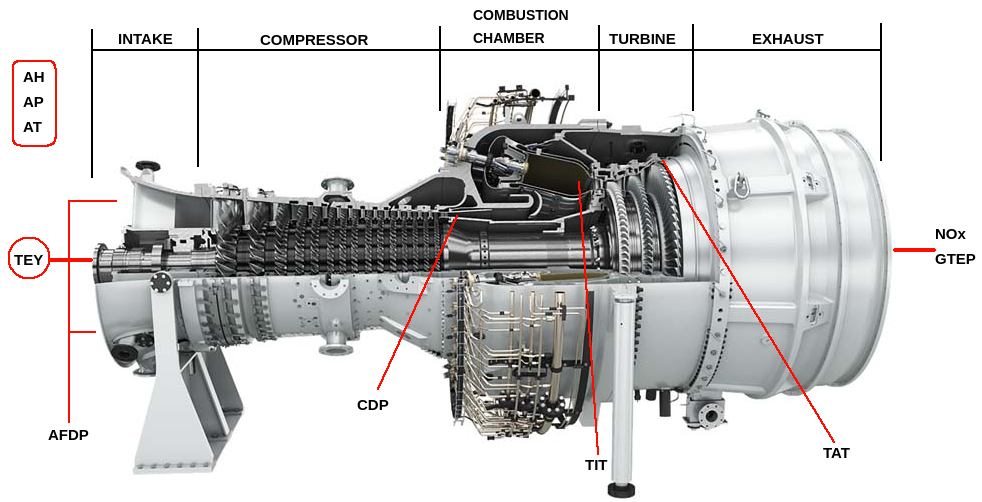 COMBUSTION
INTAKE
COMPRESSOR
CHAMBER
TURBINE
EXHAUST
AH
AP
AT
TEY
NOx
GTEP
CDP
AFDP
TIT
TAT